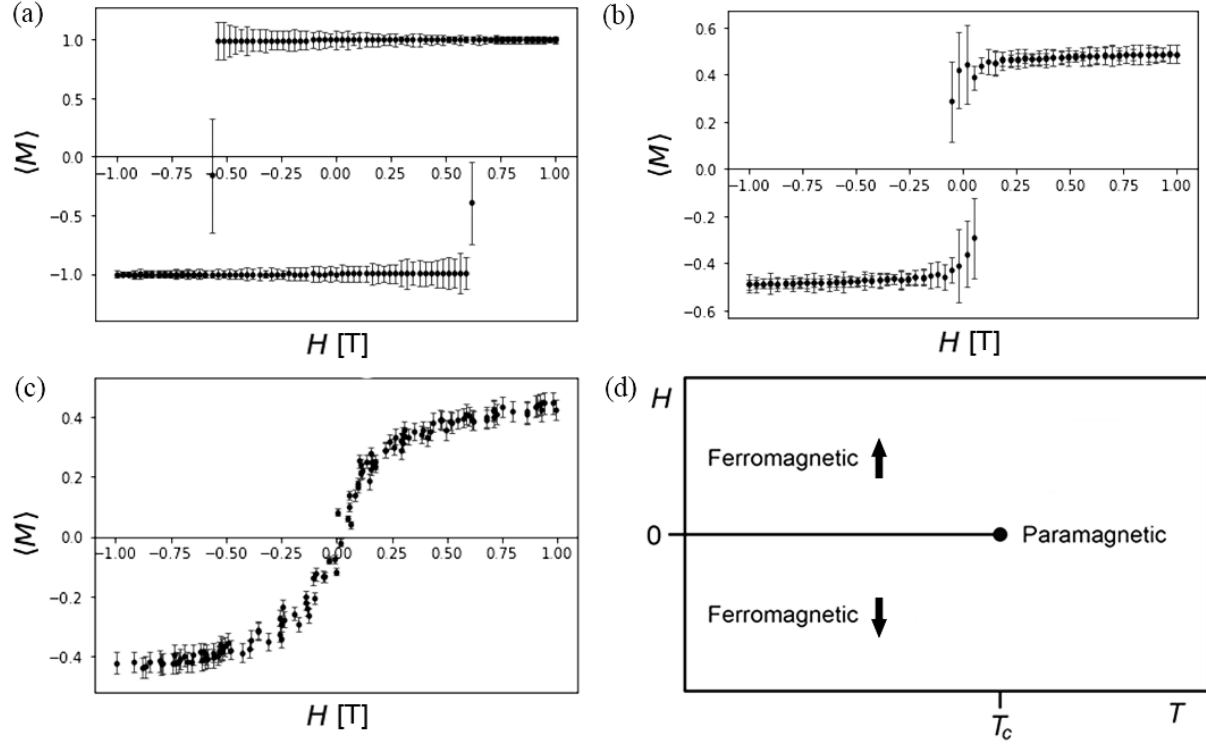 (a)
1.0
0.5
0.0
−0.5
−1.0
−1.00 −0.75 −0.50 −0.25 0.00 0.25 0.50 0.75 1.00
⟨M⟩
H [T]
(b)
0.6
0.4
0.2
0.0
−0.2
−0.4
−0.6
−1.00 −0.75 −0.50 −0.25 0.00 0.25 0.50 0.75 1.00
⟨M⟩
H [T]
(c)
0.4
0.2
0.0
−0.2
−0.4
−1.00 −0.75 −0.50 −0.25 0.00 0.25 0.50 0.75 1.00
⟨M⟩
H [T]
(d)
H
Ferromagnetic
0
Paramagnetic
Ferromagnetic
T_c
T